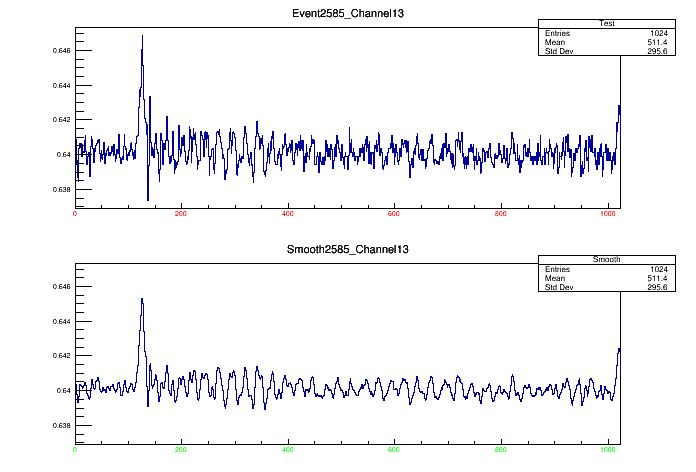 Event2585_Channel13
Test
Entries 1024
Mean 511.4
Std Dev 295.6
0.646
0.644
0.642
0.64
0.638
0 200 400 600 800 1000
Smooth2585_Channel13
Smooth
Entries 1024
Mean 511.4
Std Dev 295.6
0.646
0.644
0.642
0.64
0.638
0 200 400 600 800 1000